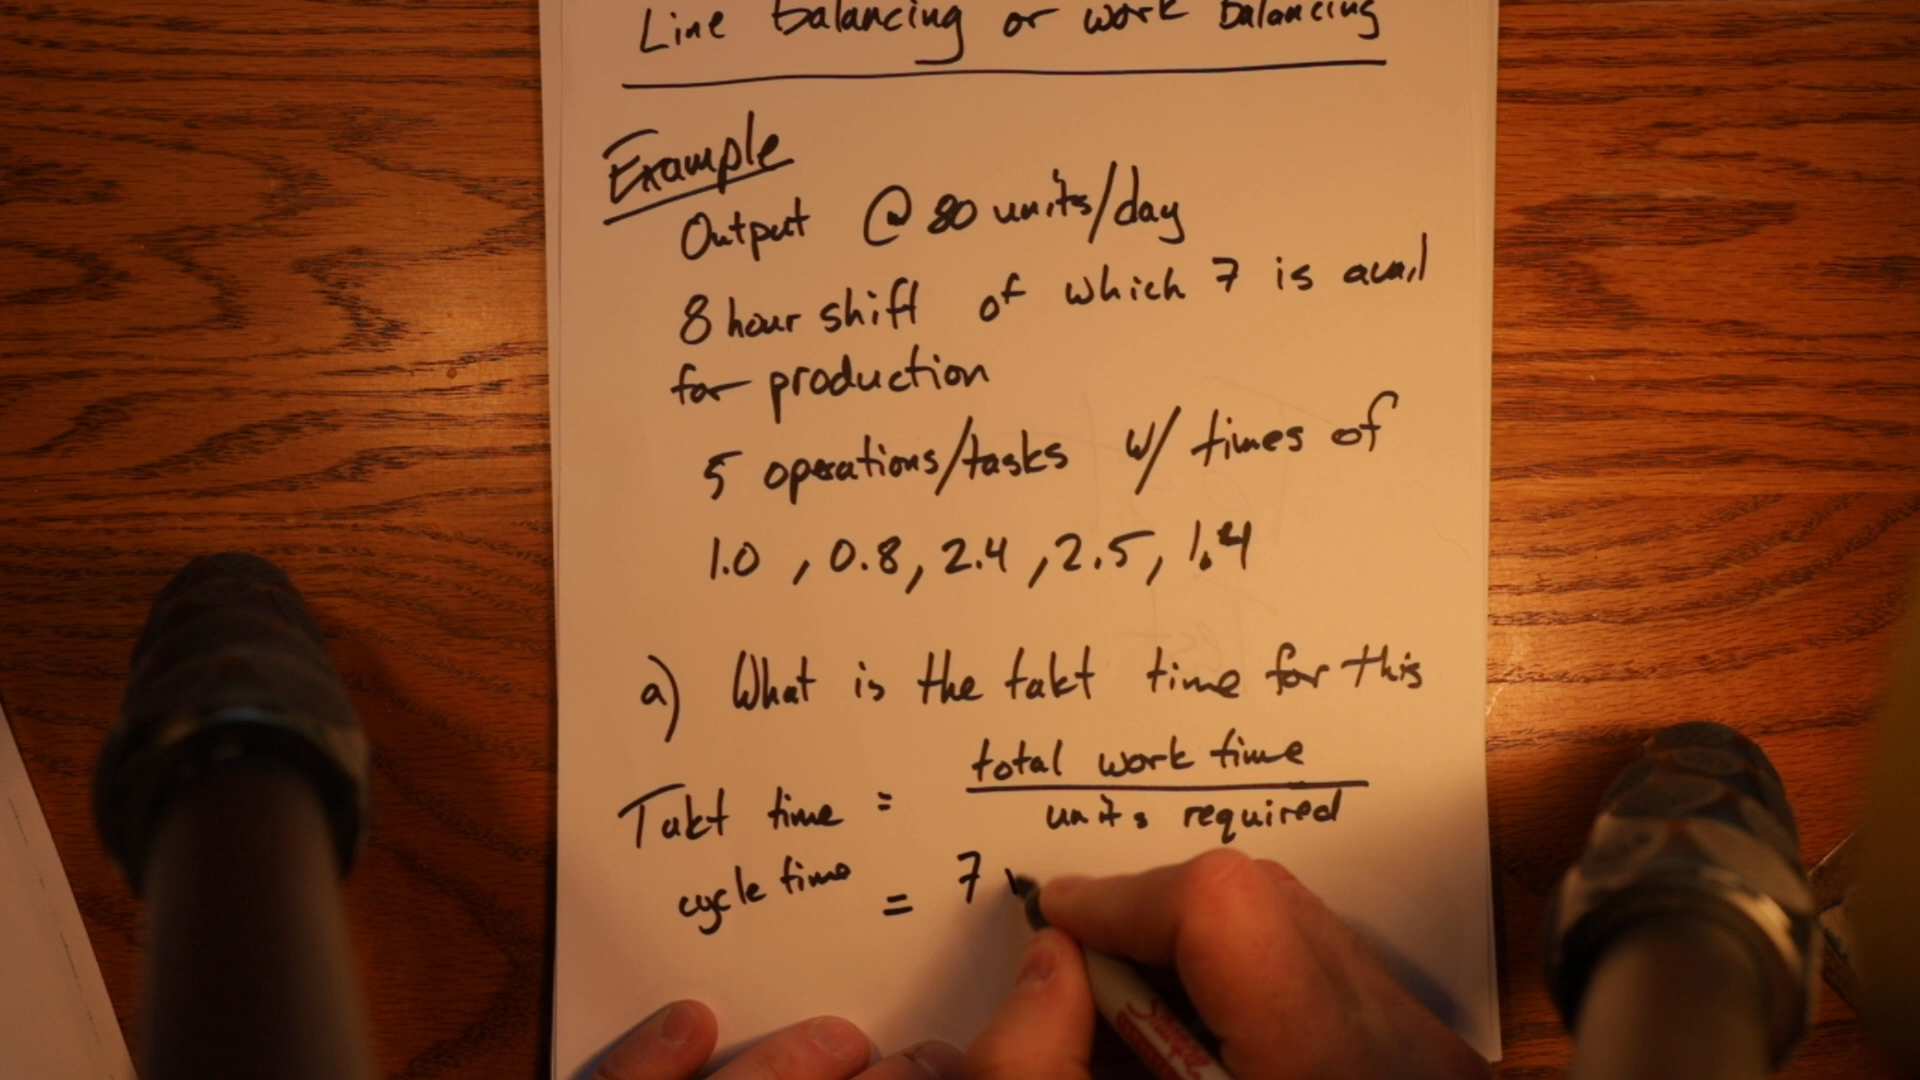 Line balancing or work balancing
Example
Output @ 80 units/day
8 hour shift of which 7 is avail
for production
5 operations/tasks w/ times of
1.0, 0.8, 2.4, 2.5, 1.4
a) What is the takt time for this
Takt time = total work time
units required
cycle time = 7